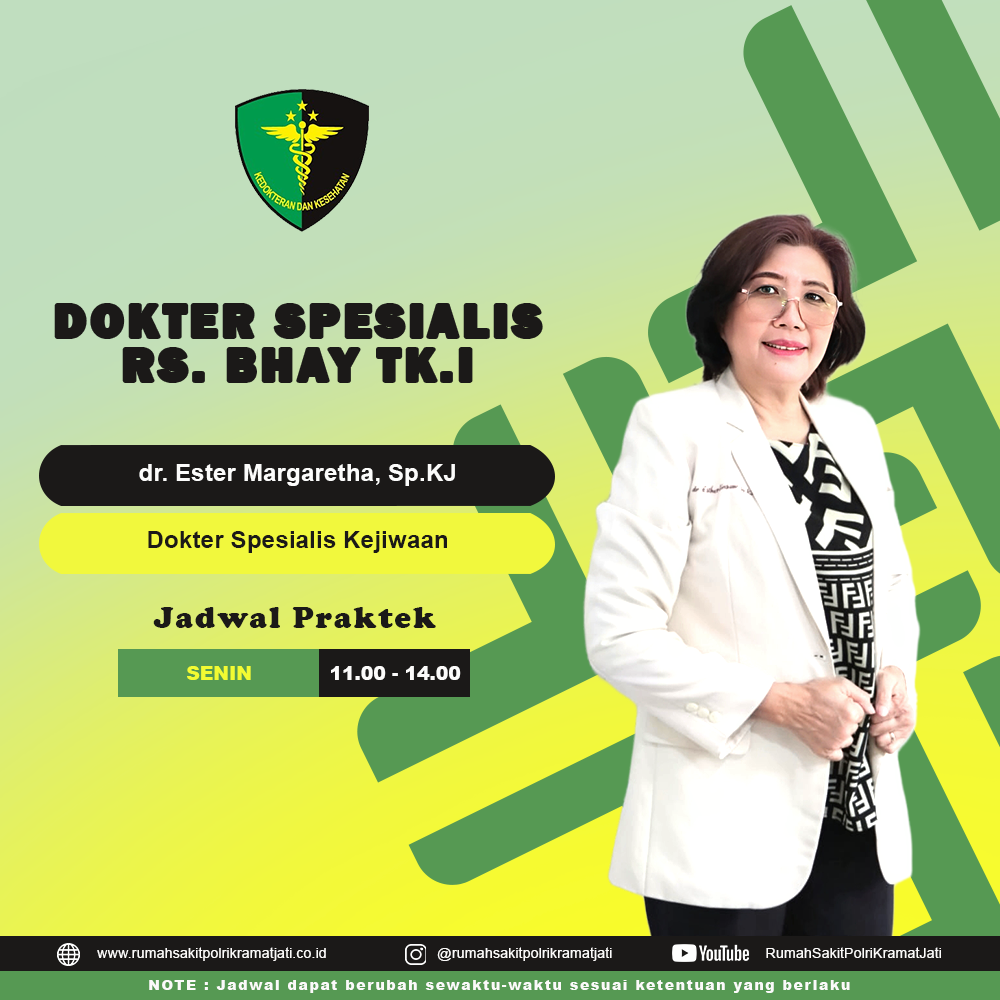 KEDOKTERAN DAN KESEHATAN
DOKTER SPESIALIS
RS. BHAY TK.I
dr. Ester Margaretha, Sp.KJ
Dokter Spesialis Kejiwaan
Jadwal Praktek
SENIN 11.00 - 14.00
www.rumahsakitpolrikramatjati.co.id @rumahsakitpolrikramatjati YouTube RumahSakitPolriKramatJati
NOTE : Jadwal dapat berubah sewaktu-waktu sesuai ketentuan yang berlaku